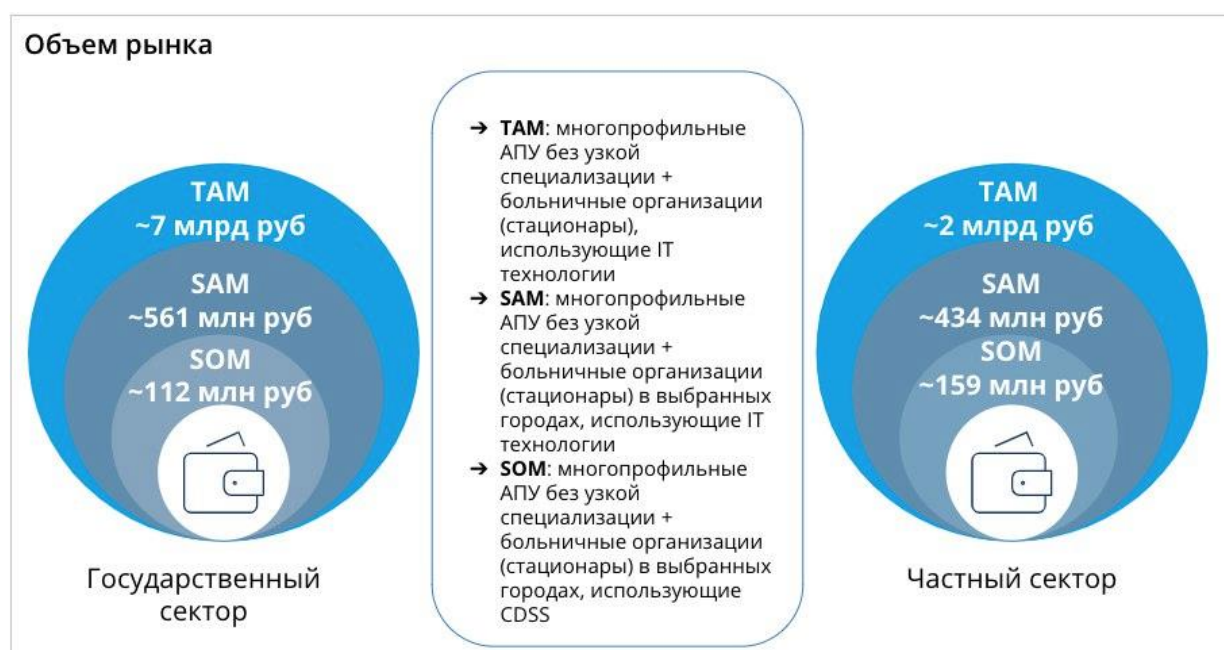 Объем рынка
TAM
~7 млрд руб
SAM
~561 млн руб
SOM
~112 млн руб
Государственный
сектор
➔ TAM: многопрофильные
АПУ без узкой
специализации +
больничные организации
(стационары),
использующие IT
технологии
➔ SAM: многопрофильные
АПУ без узкой
специализации +
больничные организации
(стационары) в выбранных
городах, использующие IT
технологии
➔ SOM: многопрофильные
АПУ без узкой
специализации +
больничные организации
(стационары) в выбранных
городах, использующие
CDSS
TAM
~2 млрд руб
SAM
~434 млн руб
SOM
~159 млн руб
Частный сектор